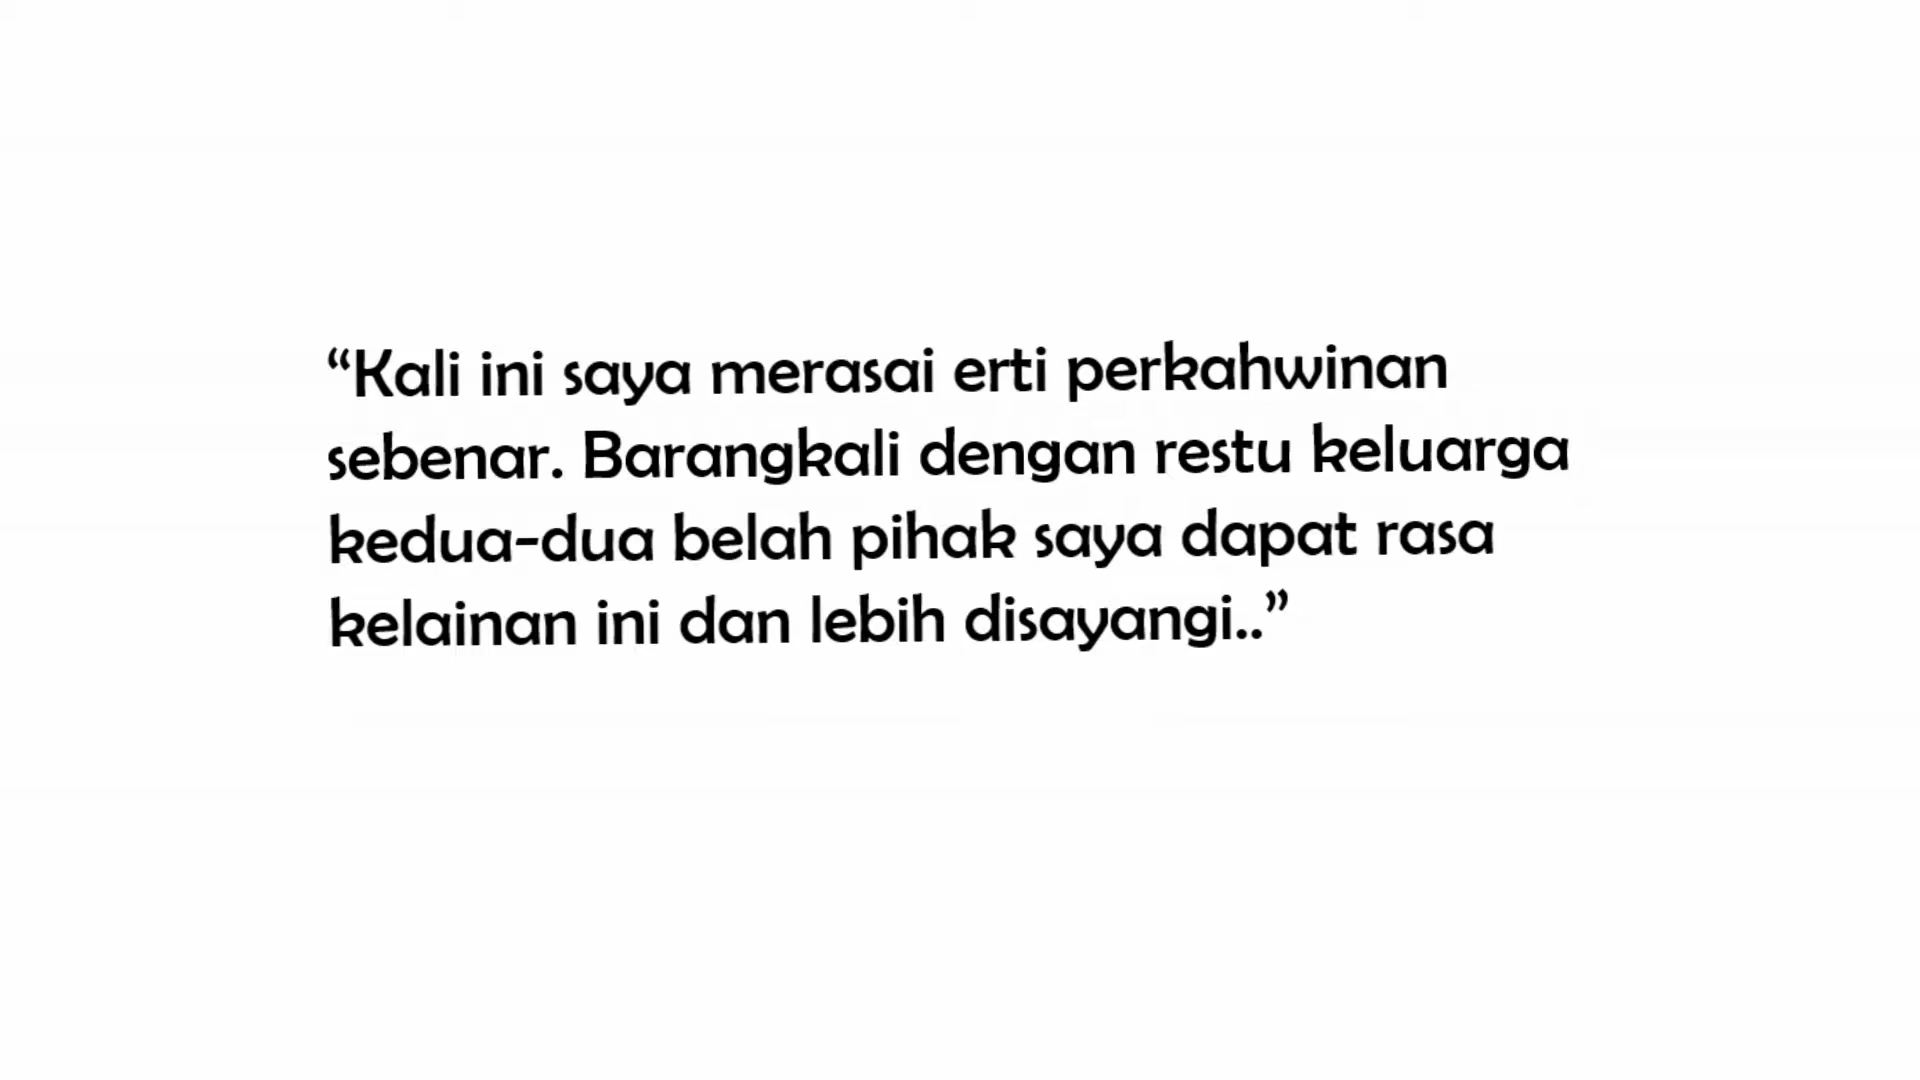 “Kali ini saya merasai erti perkahwinan
sebenar. Barangkali dengan restu keluarga
kedua-dua belah pihak saya dapat rasa
kelainan ini dan lebih disayangi..”